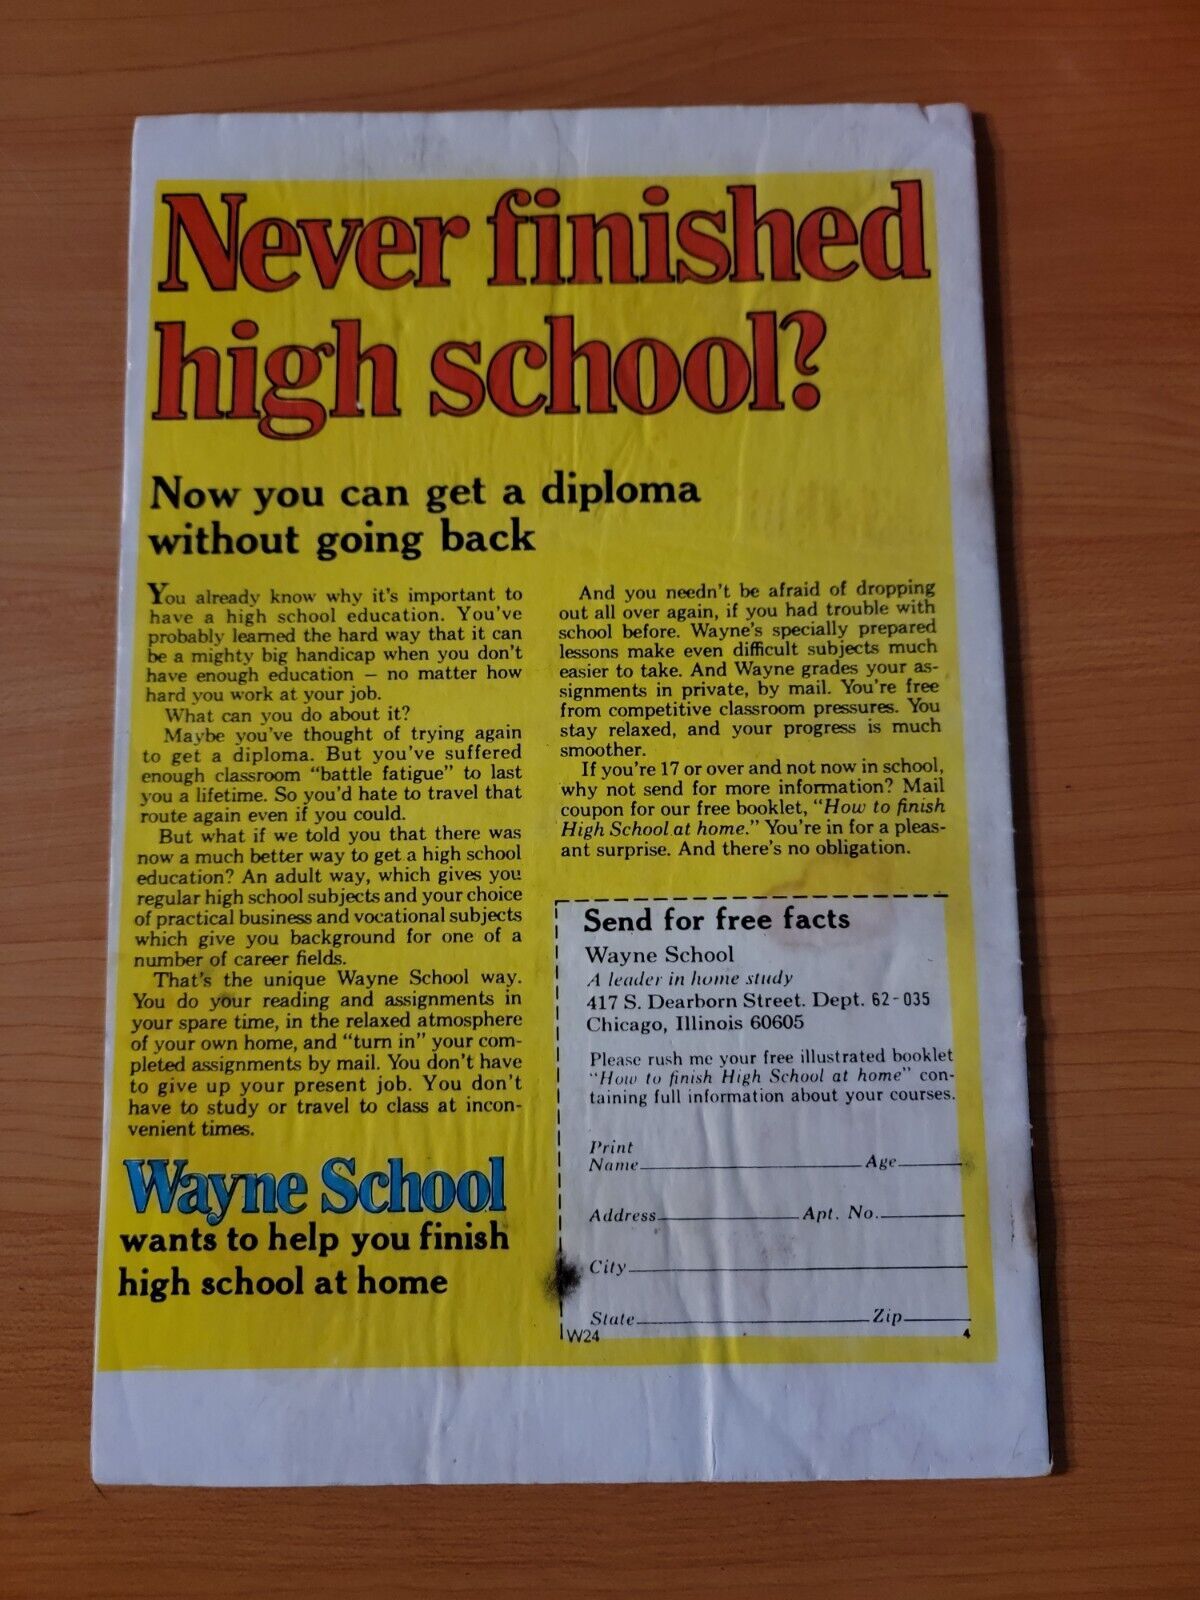 Never finished
high school?
Now you can get a diploma
without going back
You already know why it's important to
have a high school education. You've
probably learned the hard way that it can
be a mighty big handicap when you don't
have enough education – no matter how
hard you work at your job.
What can you do about it?
Maybe you've thought of trying again
to get a diploma. But you've suffered
enough classroom "battle fatigue" to last
you a lifetime. So you'd hate to travel that
route again even if you could.
But what if we told you that there was
now a much better way to get a high school
education? An adult way, which gives you
regular high school subjects and your choice
of practical business and vocational subjects
which give you background for one of a
number of career fields.
That's the unique Wayne School way.
You do your reading and assignments in
your spare time, in the relaxed atmosphere
of your own home, and "turn in" your com-
pleted assignments by mail. You don't have
to give up your present job. You don't
have to study or travel to class at incon-
venient times.
Wayne School
wants to help you finish
high school at home
And you needn't be afraid of dropping
out all over again, if you had trouble with
school before. Wayne's specially prepared
lessons make even difficult subjects much
easier to take. And Wayne grades your as-
signments in private, by mail. You're free
from competitive classroom pressures. You
stay relaxed, and your progress is much
smoother.
If you're 17 or over and not now in school,
why not send for more information? Mail
coupon for our free booklet, "How to finish
High School at home." You're in for a pleas-
ant surprise. And there's no obligation.
Send for free facts
Wayne School
A leader in home study
417 S. Dearborn Street. Dept. 62-035
Chicago, Illinois 60605
Please rush me your free illustrated booklet
"How to finish High School at home" con-
taining full information about your courses.
Print
Name Age
Address Apt. No.
City
State Zip
W24 4